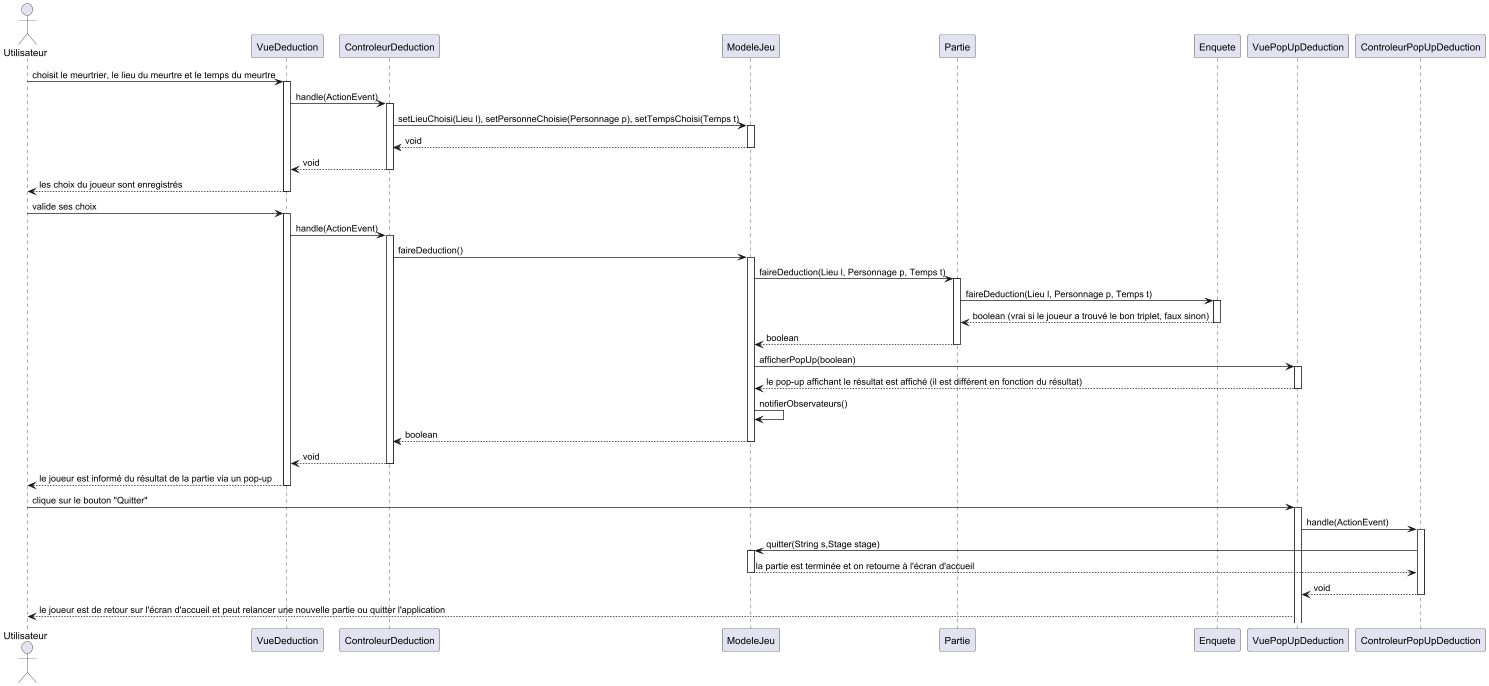 Utilisateur
VueDeduction
ControleurDeduction
ModeleJeu
Partie
Enquete
VuePopUpDeduction
ControleurPopUpDeduction
choisit le meurtrier, le lieu du meurtre et le temps du meurtre
handle(ActionEvent)
setLieuChoisi(Lieu l), setPersonneChoisie(Personnage p), setTempsChoisi(Temps t)
void
void
les choix du joueur sont enregistrés
valide ses choix
handle(ActionEvent)
faireDeduction()
faireDeduction(Lieu l, Personnage p, Temps t)
faireDeduction(Lieu l, Personnage p, Temps t)
boolean (vrai si le joueur a trouvé le bon triplet, faux sinon)
boolean
afficherPopUp(boolean)
le pop-up affichant le résultat est affiché (il est différent en fonction du résultat)
notifierObservateurs()
boolean
void
le joueur est informé du résultat de la partie via un pop-up
clique sur le bouton "Quitter"
handle(ActionEvent)
quitter(String s,Stage stage)
la partie est terminée et on retourne à l'écran d'accueil
void
le joueur est de retour sur l'écran d'accueil et peut relancer une nouvelle partie ou quitter l'application
Utilisateur
VueDeduction
ControleurDeduction
ModeleJeu
Partie
Enquete
VuePopUpDeduction
ControleurPopUpDeduction